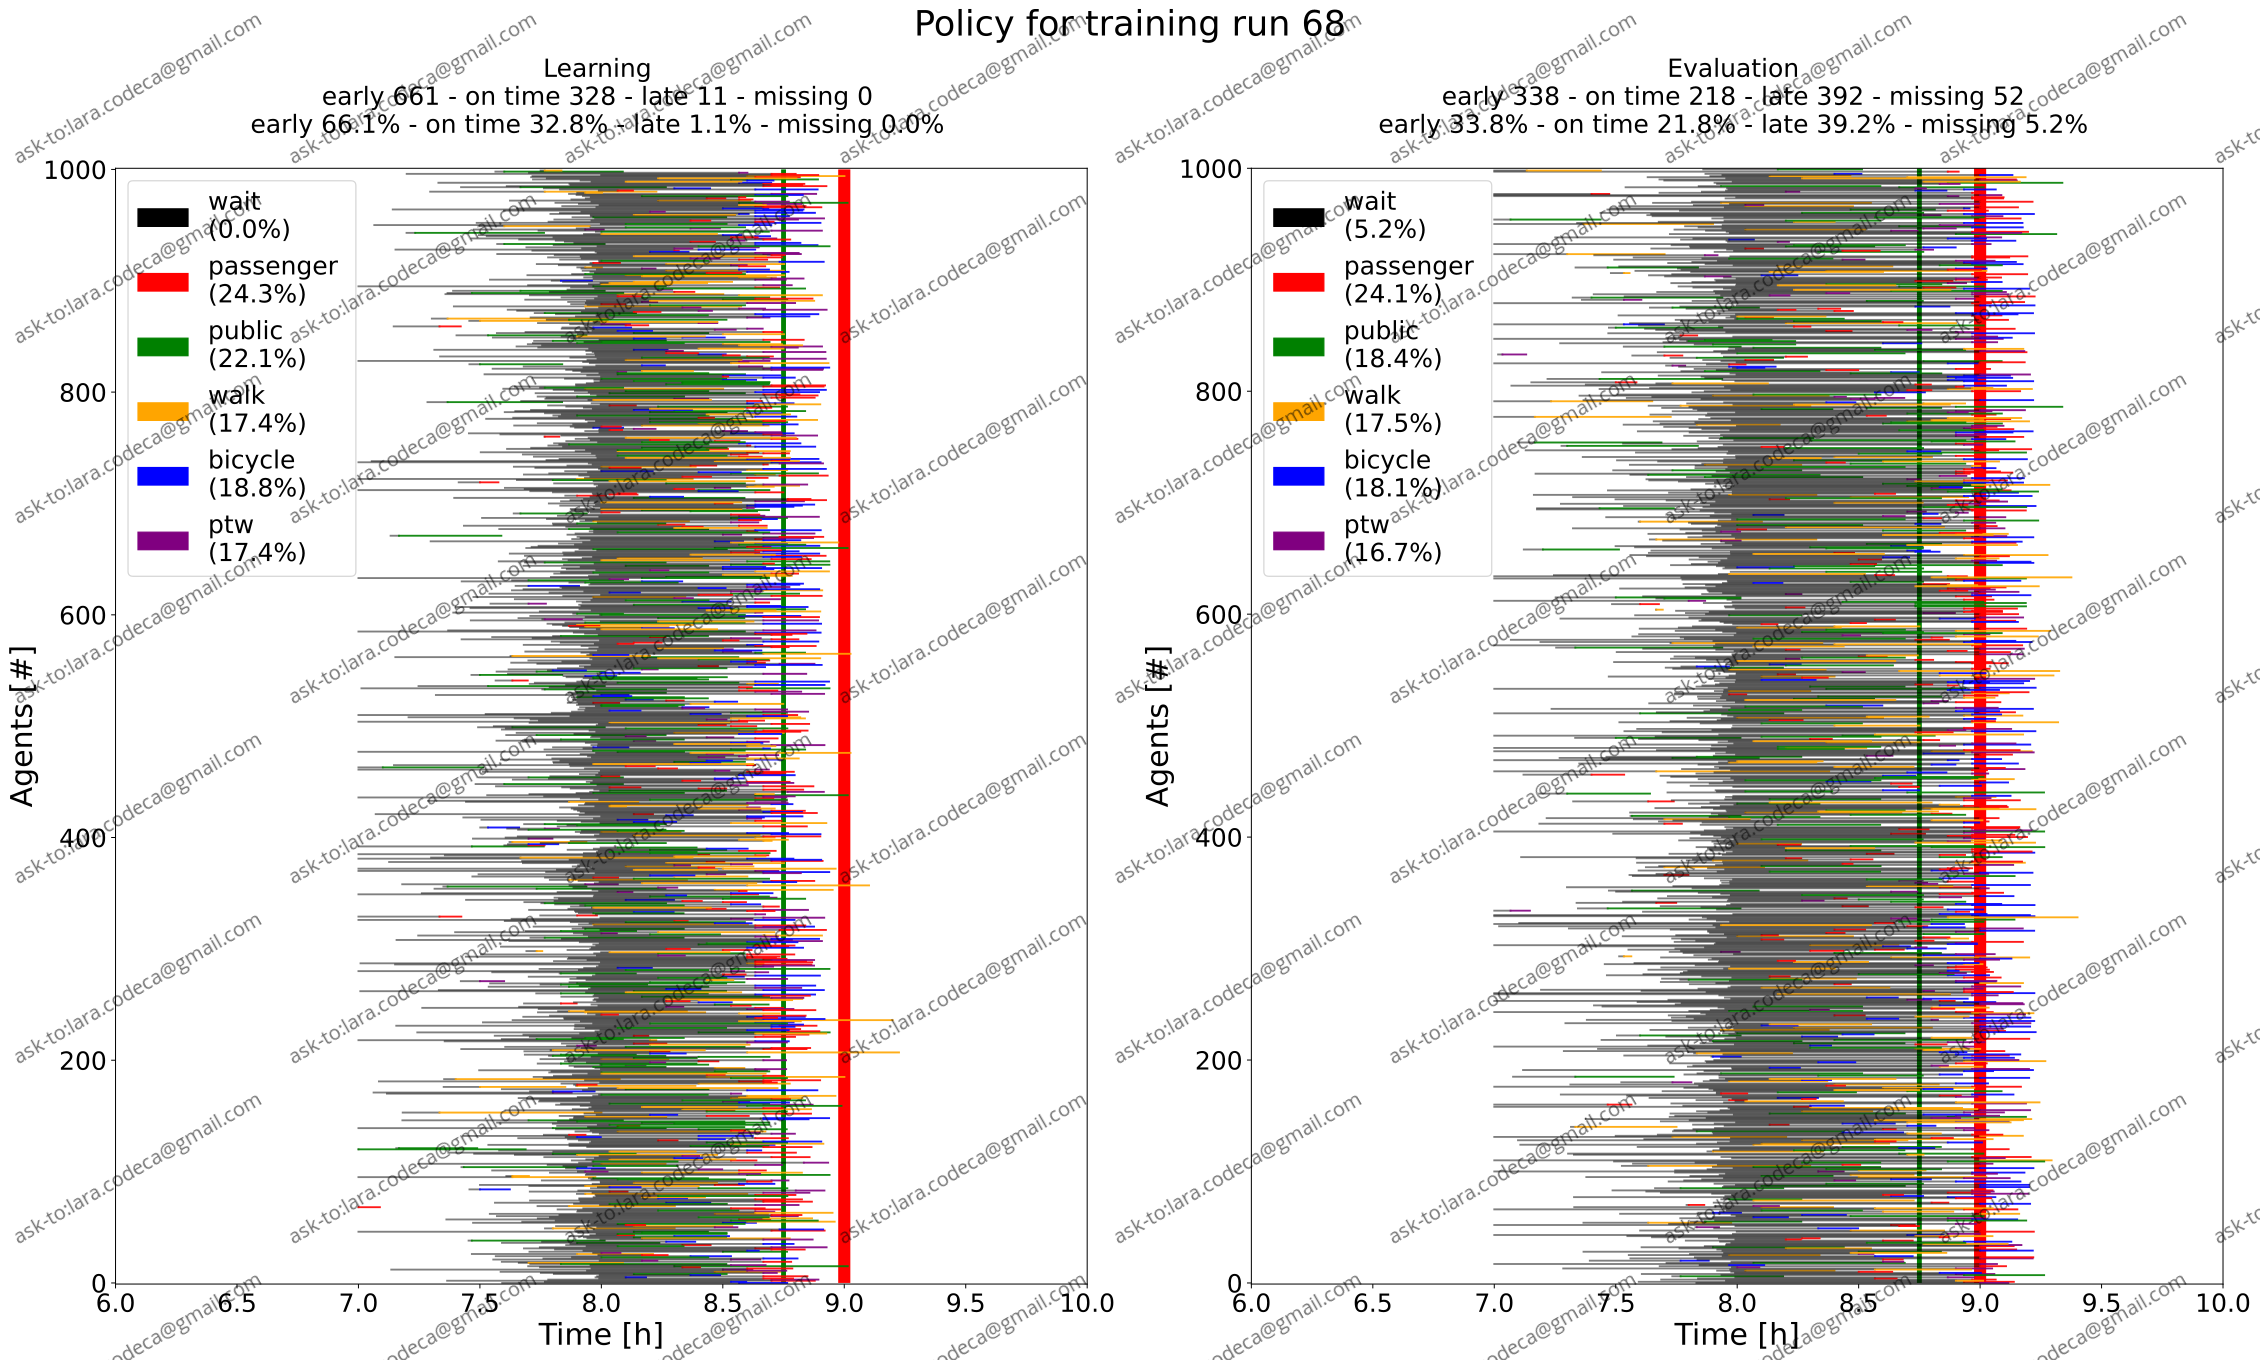 Policy for training run 68
Learning
early 661 - on time 328 - late 11 - missing 0
early 66.1% - on time 32.8% - late 1.1% - missing 0.0%
Evaluation
early 338 - on time 218 - late 392 - missing 52
early 33.8% - on time 21.8% - late 39.2% - missing 5.2%
1000
800
600
400
200
0
Agents [#]
wait
(0.0%)
passenger
(24.3%)
public
(22.1%)
walk
(17.4%)
bicycle
(18.8%)
ptw
(17.4%)
6.0 6.5 7.0 7.5 8.0 8.5 9.0 9.5 10.0
Time [h]
1000
800
600
400
200
0
Agents [#]
wait
(5.2%)
passenger
(24.1%)
public
(18.4%)
walk
(17.5%)
bicycle
(18.1%)
ptw
(16.7%)
6.0 6.5 7.0 7.5 8.0 8.5 9.0 9.5 10.0
Time [h]
ask-to:lara.codeca@gmail.com